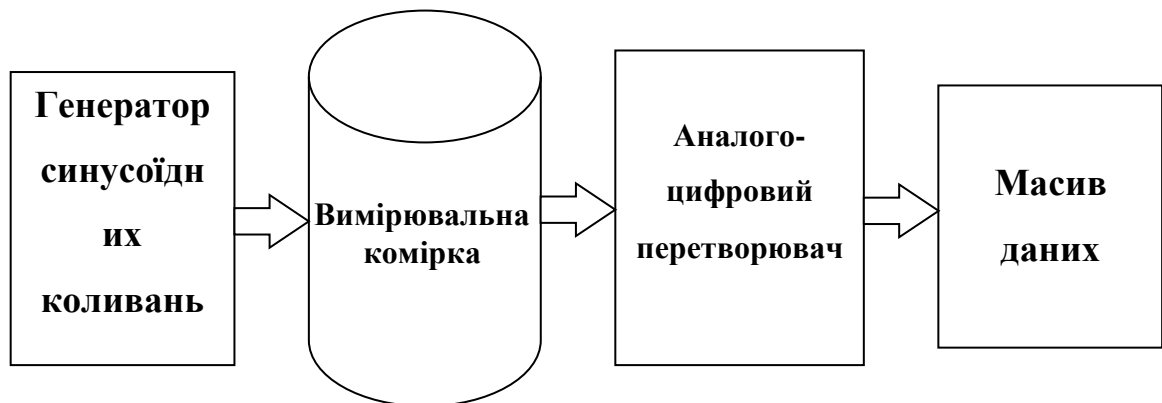 Генератор
синусоїдн
их
коливань
Вимірювальна
комірка
Аналого-
цифровий
перетворювач
Масив
даних